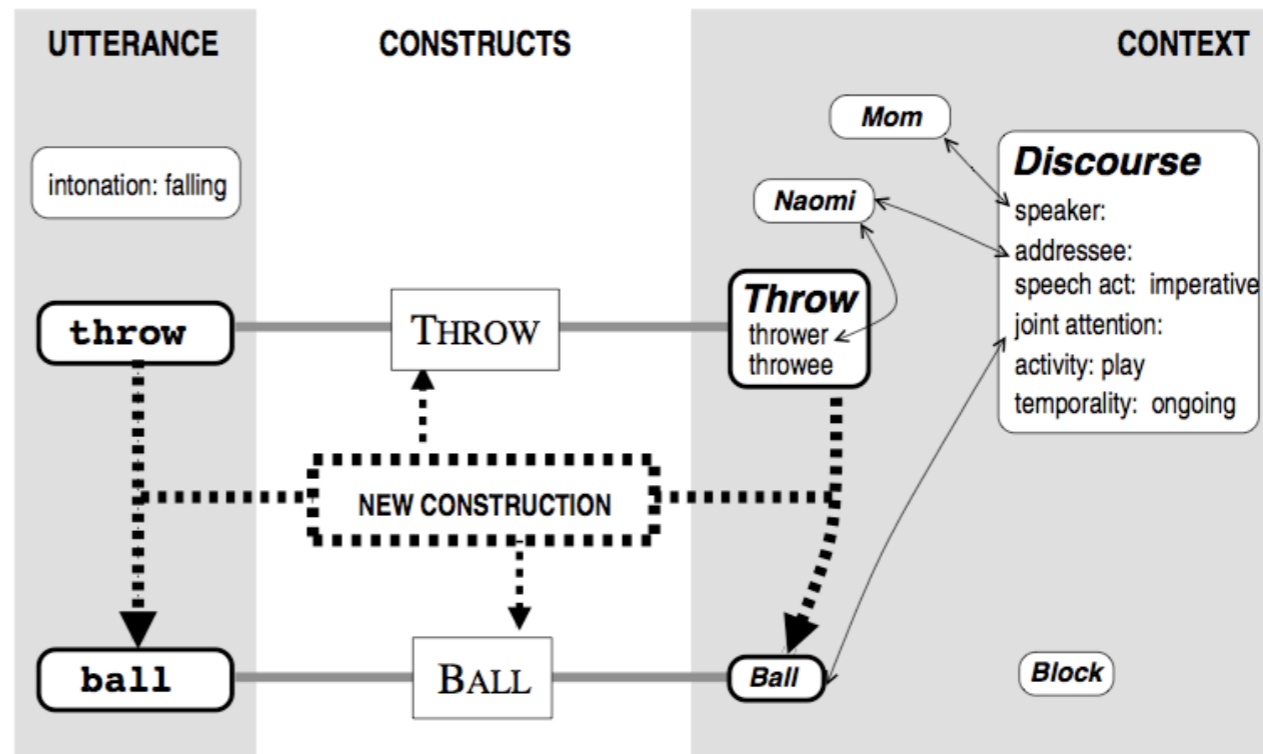 UTTERANCE
CONSTRUCTS
CONTEXT
intonation: falling
throw
ball
THROW
NEW CONSTRUCTION
BALL
Mom
Naomi
Throw
thrower
throwee
Ball
Discourse
speaker:
addressee:
speech act: imperative
joint attention:
activity: play
temporality: ongoing
Block